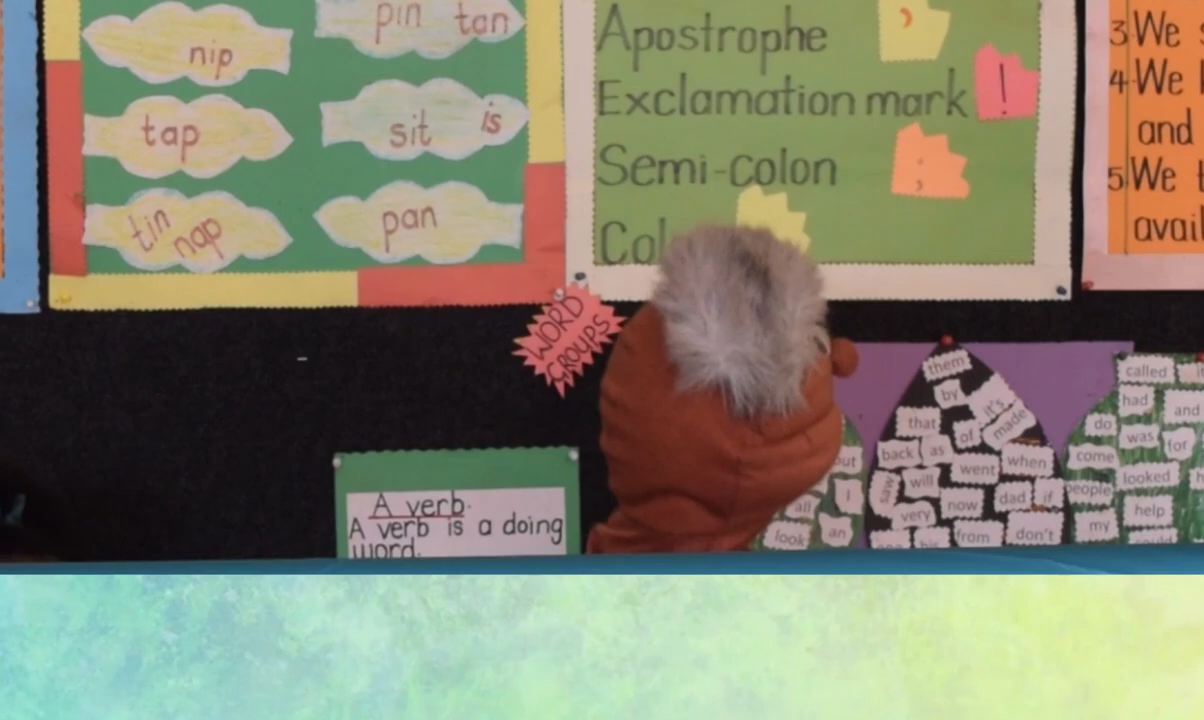 nip
pin tan
tap
sit is
tin
nap
pan
Apostrophe ,
Exclamation mark !
Semi-colon ;
Col
3 We
4 We
and
5 We
WORD
GROUPS
A verb.
A verb is a doing
word.
them
by
it's
that
of
made
back
as
went
when
saw
will
now
dad
if
very
from
don't
all
I
look
an
called
had
and
do
was
for
come
looked
people
help
my